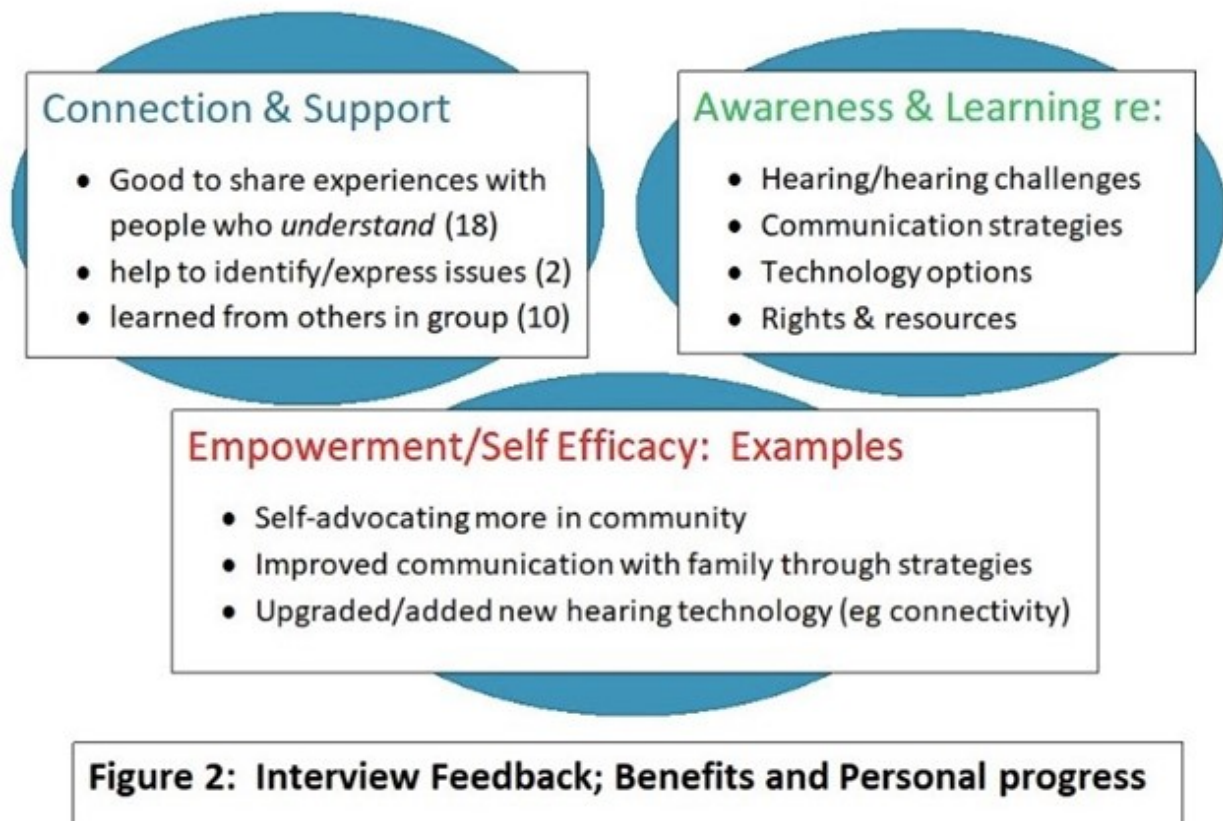 Connection & Support
• Good to share experiences with
people who understand (18)
• help to identify/express issues (2)
• learned from others in group (10)
Awareness & Learning re:
• Hearing/hearing challenges
• Communication strategies
• Technology options
• Rights & resources
Empowerment/Self Efficacy: Examples
• Self-advocating more in community
• Improved communication with family through strategies
• Upgraded/added new hearing technology (eg connectivity)
Figure 2: Interview Feedback; Benefits and Personal progress